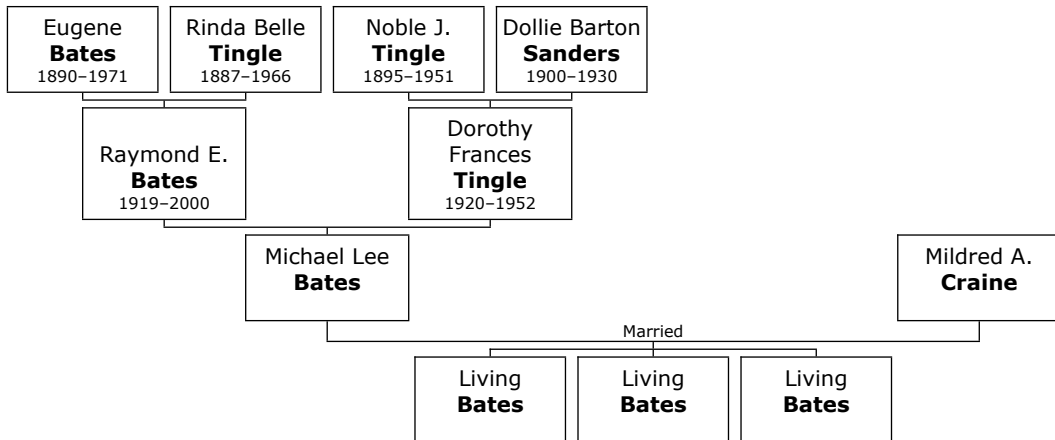 Eugene
Bates
1890–1971
Rinda Belle
Tingle
1887–1966
Noble J.
Tingle
1895–1951
Dollie Barton
Sanders
1900–1930
Raymond E.
Bates
1919–2000
Dorothy
Frances
Tingle
1920–1952
Michael Lee
Bates
Mildred A.
Craine
Married
Living
Bates
Living
Bates
Living
Bates